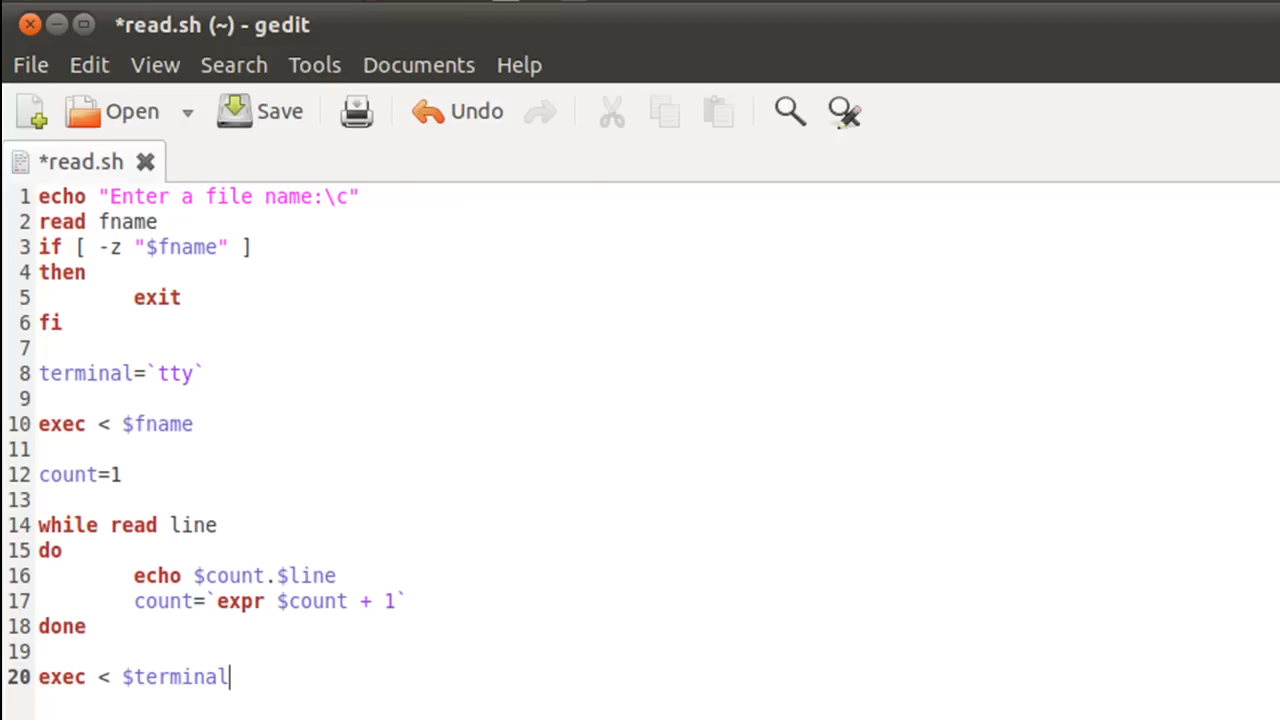 *read.sh (~) - gedit
File Edit View Search Tools Documents Help
Open Save Undo
*read.sh
1 echo "Enter a file name:\c"
2 read fname
3 if [ -z "$fname" ]
4 then
5 exit
6 fi
7
8 terminal=`tty`
9
10 exec < $fname
11
12 count=1
13
14 while read line
15 do
16 echo $count.$line
17 count=`expr $count + 1`
18 done
19
20 exec < $terminal